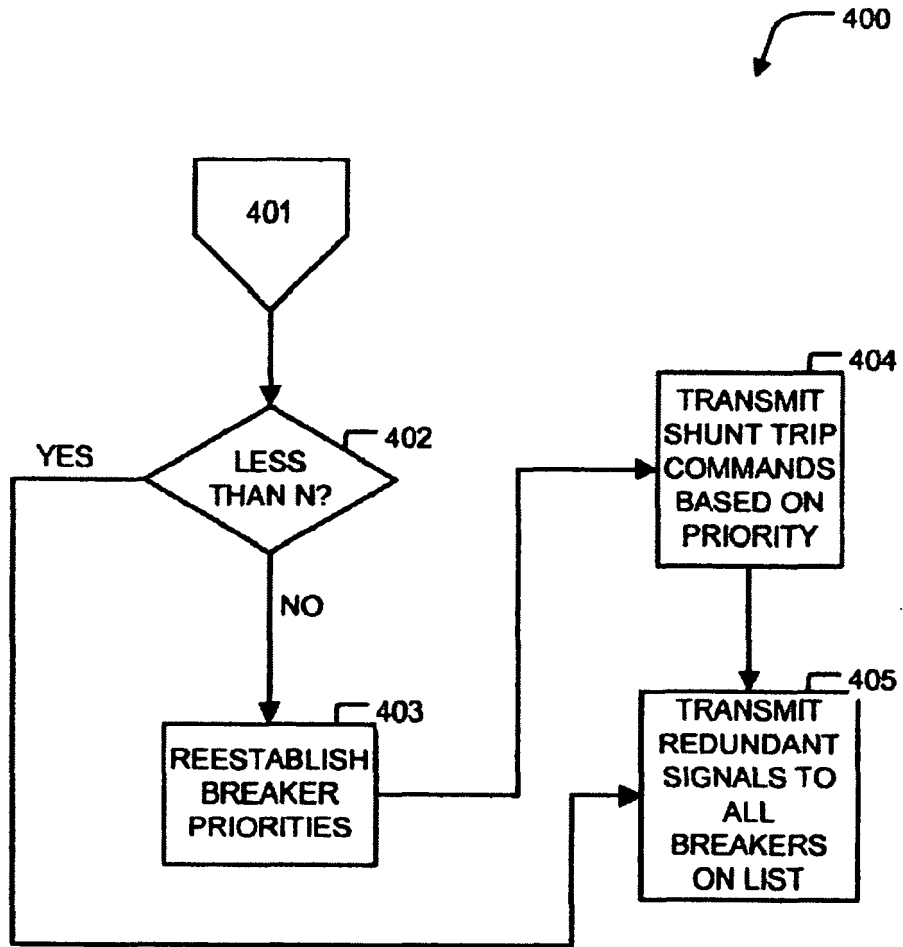 400
401
402
LESS
THAN N?
YES
NO
403
REESTABLISH
BREAKER
PRIORITIES
404
TRANSMIT
SHUNT TRIP
COMMANDS
BASED ON
PRIORITY
405
TRANSMIT
REDUNDANT
SIGNALS TO
ALL
BREAKERS
ON LIST